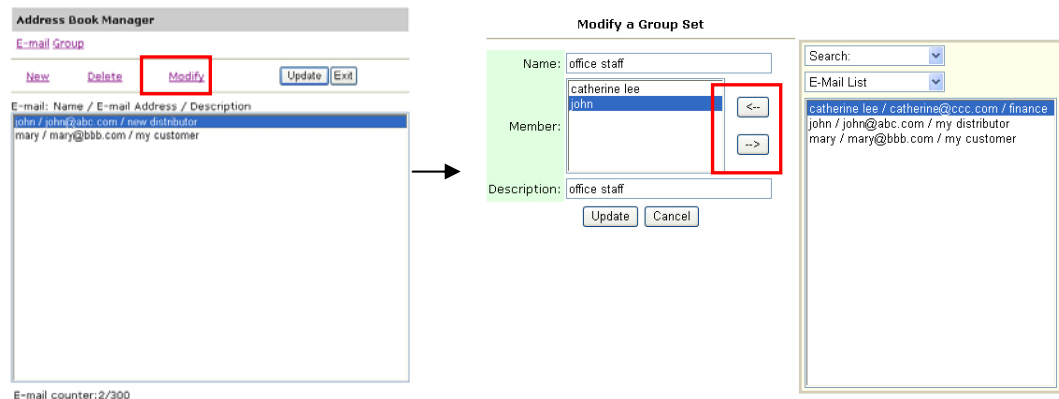 Address Book Manager
E-mail Group
New Delete Modify Update Exit
E-mail: Name / E-mail Address / Description
john / john@abc.com / new distributor
mary / mary@bbb.com / my customer
E-mail counter:2/300
Modify a Group Set
Name: office staff
Member:
catherine lee
john
<--
-->
Description: office staff
Update Cancel
Search:
E-Mail List
catherine lee / catherine@ccc.com / finance
john / john@abc.com / my distributor
mary / mary@bbb.com / my customer